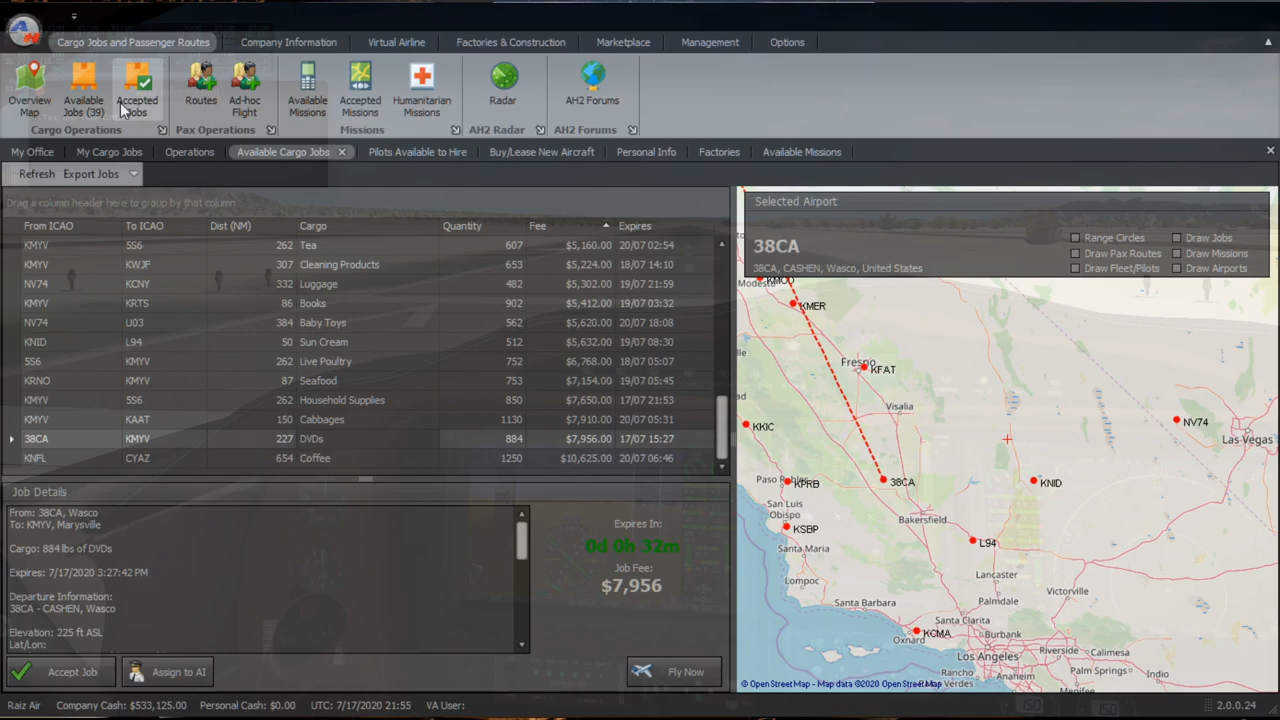 Cargo Jobs and Passenger Routes Company Information Virtual Airline Factories & Construction Marketplace Management Options
Overview Map
Available Jobs (39)
Accepted Jobs
Routes
Ad-hoc Flight
Available Missions
Accepted Missions
Humanitarian Missions
Radar
AH2 Forums
Cargo Operations Pax Operations Missions AH2 Radar AH2 Forums
My Office My Cargo Jobs Operations Available Cargo Jobs Pilots Available to Hire Buy/Lease New Aircraft Personal Info Factories Available Missions
Refresh Export Jobs
Drag a column header here to group by that column
From ICAO To ICAO Dist (NM) Cargo Quantity Fee Expires
KMYV 5S6 262 Tea 607 $5,160.00 20/07 02:54
KMYV KWJF 307 Cleaning Products 653 $5,224.00 18/07 14:10
NV74 KCNY 332 Luggage 482 $5,302.00 19/07 21:59
KMYV KRTS 86 Books 902 $5,412.00 19/07 03:32
NV74 U03 384 Baby Toys 562 $5,620.00 20/07 18:08
KNID L94 50 Sun Cream 512 $5,632.00 19/07 08:30
5S6 KMYV 262 Live Poultry 752 $6,768.00 18/07 05:07
KRNO KMYV 87 Seafood 753 $7,154.00 19/07 05:45
KMYV 5S6 262 Household Supplies 850 $7,650.00 17/07 21:53
KMYV KAAT 150 Cabbages 1130 $7,910.00 20/07 05:31
38CA KMYV 227 DVDs 884 $7,956.00 17/07 15:27
KNFL CYAZ 654 Coffee 1250 $10,625.00 20/07 06:46
Job Details
From: 38CA, Wasco
To: KMYV, Marysville
Cargo: 884 lbs of DVDs
Expires: 7/17/2020 3:27:42 PM
Departure Information:
38CA - CASHEN, Wasco
Elevation: 225 ft ASL
Lat/Lon:
Expires In:
0d 0h 32m
Job Fee:
$7,956
Accept Job Assign to AI Fly Now
Selected Airport
38CA
38CA, CASHEN, Wasco, United States
Range Circles Draw Jobs
Draw Pax Routes Draw Missions
Draw Fleet/Pilots Draw Airports
Modesto
KMOD
KMER
Fresno
KFAT
Visalia
KKIC
NV74
Las Vegas
Paso Robles
KPRB
38CA
KNID
San Luis Obispo
KSBP
Bakersfield
L94
Santa Maria
Lompoc
Lancaster
Palmdale
Victorville
Santa Barbara
Santa Clarita
KCMA
Oxnard
Burbank
Los Angeles
Riverside
Calimesa
Palm Springs
Rancho
Verdes
Anaheim
Indio
Menifee
© OpenStreetMap - Map data ©2020 OpenStreetMap
Raiz Air Company Cash: $533,125.00 Personal Cash: $0.00 UTC: 7/17/2020 21:55 VA User: 2.0.0.24